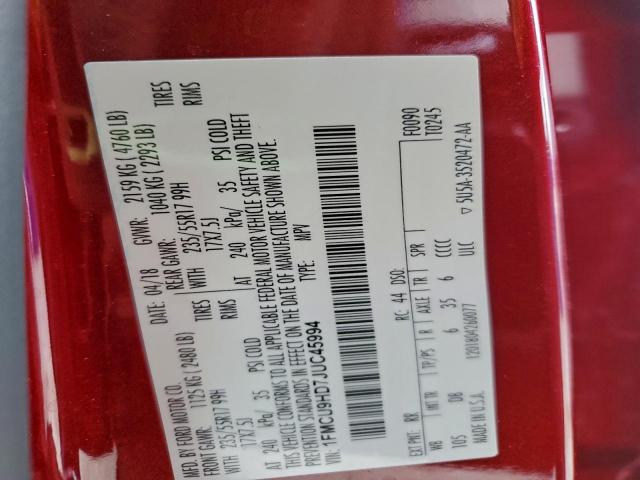 MFD. BY FORD MOTOR CO.
DATE: 04/18 GVWR: 2159 KG ( 4760 LB)
FRONT GAWR: 1125 KG ( 2480 LB) REAR GAWR: 1040 KG ( 2293 LB)
WITH 235/55R17 99H TIRES WITH 235/55R17 99H TIRES
17X7.5J RIMS 17X7.5J RIMS
AT 240 kPa/ 35 PSI COLD AT 240 kPa/ 35 PSI COLD
THIS VEHICLE CONFORMS TO ALL APPLICABLE FEDERAL MOTOR VEHICLE SAFETY AND THEFT
PREVENTION STANDARDS IN EFFECT ON THE DATE OF MANUFACTURE SHOWN ABOVE.
VIN: 1FMCU9HD7JUC45994 TYPE: MPV
F0090
T0245
EXT PNT: RR RC: 44 DSO:
WB INT TR TP/PS R AXLE TR SPR
105 DB 6 35 6 CCCC
MADE IN U.S.A. 1201804260077 ULC ▽ 5U5A-3520472-AA